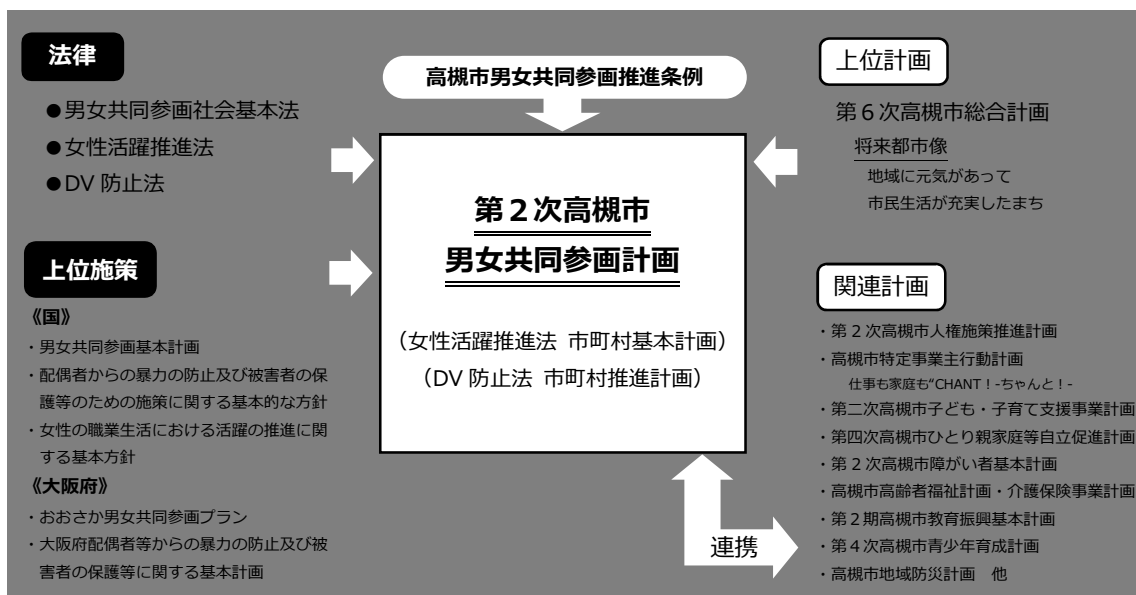 法律
●男女共同参画社会基本法
●女性活躍推進法
●DV 防止法
上位施策
《国》
・男女共同参画基本計画
・配偶者からの暴力の防止及び被害者の保
護等のための施策に関する基本的な方針
・女性の職業生活における活躍の推進に関
する基本方針
《大阪府》
・おおさか男女共同参画プラン
・大阪府配偶者等からの暴力の防止及び被
害者の保護等に関する基本計画
高槻市男女共同参画推進条例
第２次高槻市
男女共同参画計画
（女性活躍推進法 市町村基本計画）
（DV 防止法 市町村推進計画）
連携
上位計画
第６次高槻市総合計画
将来都市像
地域に元気があって
市民生活が充実したまち
関連計画
・第２次高槻市人権施策推進計画
・高槻市特定事業主行動計画
仕事も家庭も“CHANT！-ちゃんと！-
・第二次高槻市子ども・子育て支援事業計画
・第四次高槻市ひとり親家庭等自立促進計画
・第２次高槻市障がい者基本計画
・高槻市高齢者福祉計画・介護保険事業計画
・第２期高槻市教育振興基本計画
・第４次高槻市青少年育成計画
・高槻市地域防災計画　他